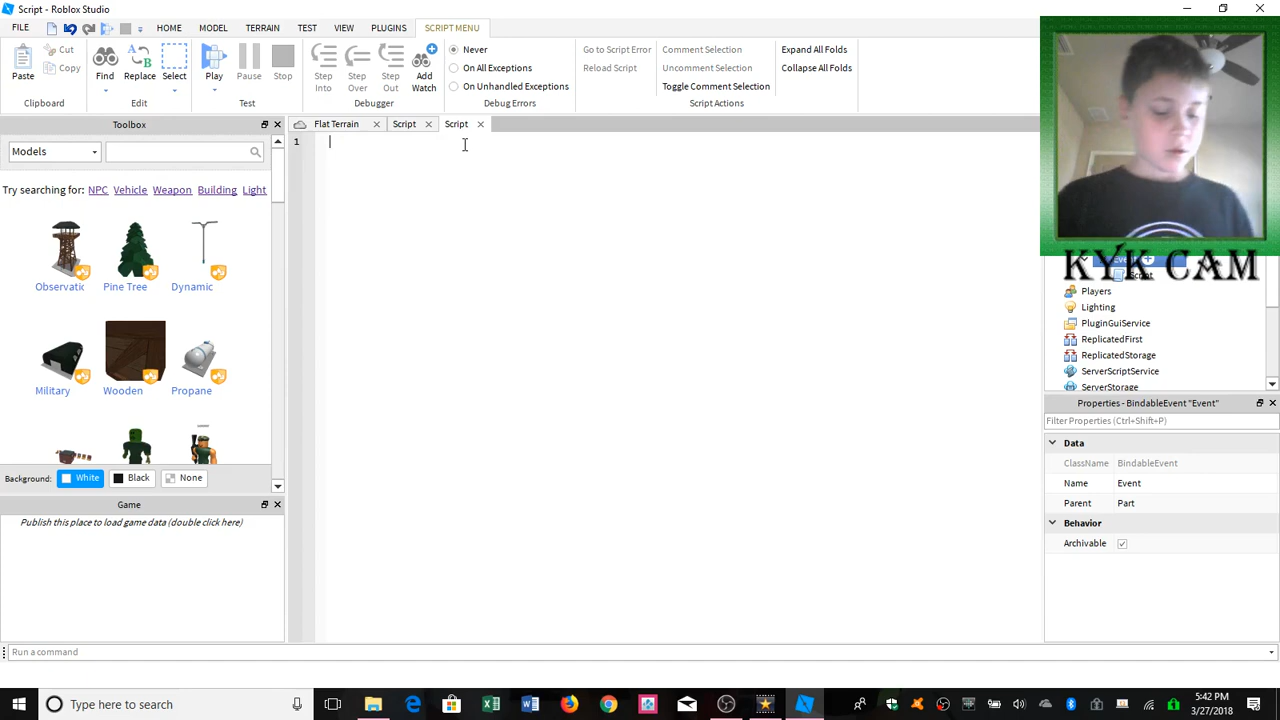 Script - Roblox Studio
FILE HOME MODEL TERRAIN TEST VIEW PLUGINS SCRIPT MENU
Paste Cut Copy
Clipboard
Find Replace Select
Edit
Play Pause Stop
Test
Step Into Step Over Step Out Add Watch
Debugger
Never
On All Exceptions
On Unhandled Exceptions
Debug Errors
Go to Script Error
Reload Script
Comment Selection
Uncomment Selection
Toggle Comment Selection
Script Actions
Expand All Folds
Collapse All Folds
Toolbox
Flat Terrain Script Script
1
Models
Try searching for: NPC Vehicle Weapon Building Light
Observatic Pine Tree Dynamic
Military Wooden Propane
Background: White Black None
Game
Publish this place to load game data (double click here)
KYK CAM
Event
Script
Players
Lighting
PluginGuiService
ReplicatedFirst
ReplicatedStorage
ServerScriptService
ServerStorage
Properties - BindableEvent "Event"
Filter Properties (Ctrl+Shift+P)
Data
ClassName BindableEvent
Name Event
Parent Part
Behavior
Archivable
Run a command
Type here to search
5:42 PM
3/27/2018